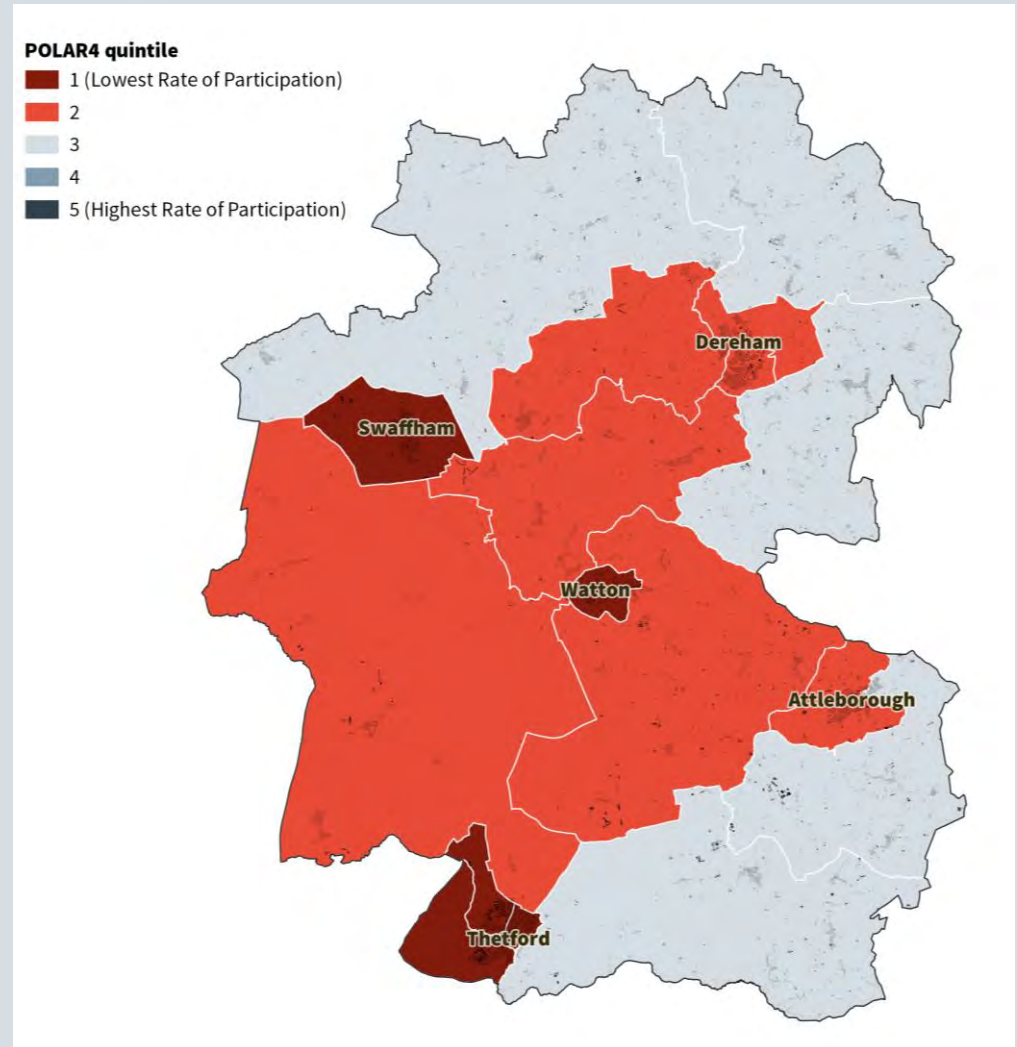 POLAR4 quintile
1 (Lowest Rate of Participation)
2
3
4
5 (Highest Rate of Participation)
Dereham
Swaffham
Watton
Attleborough
Thetford